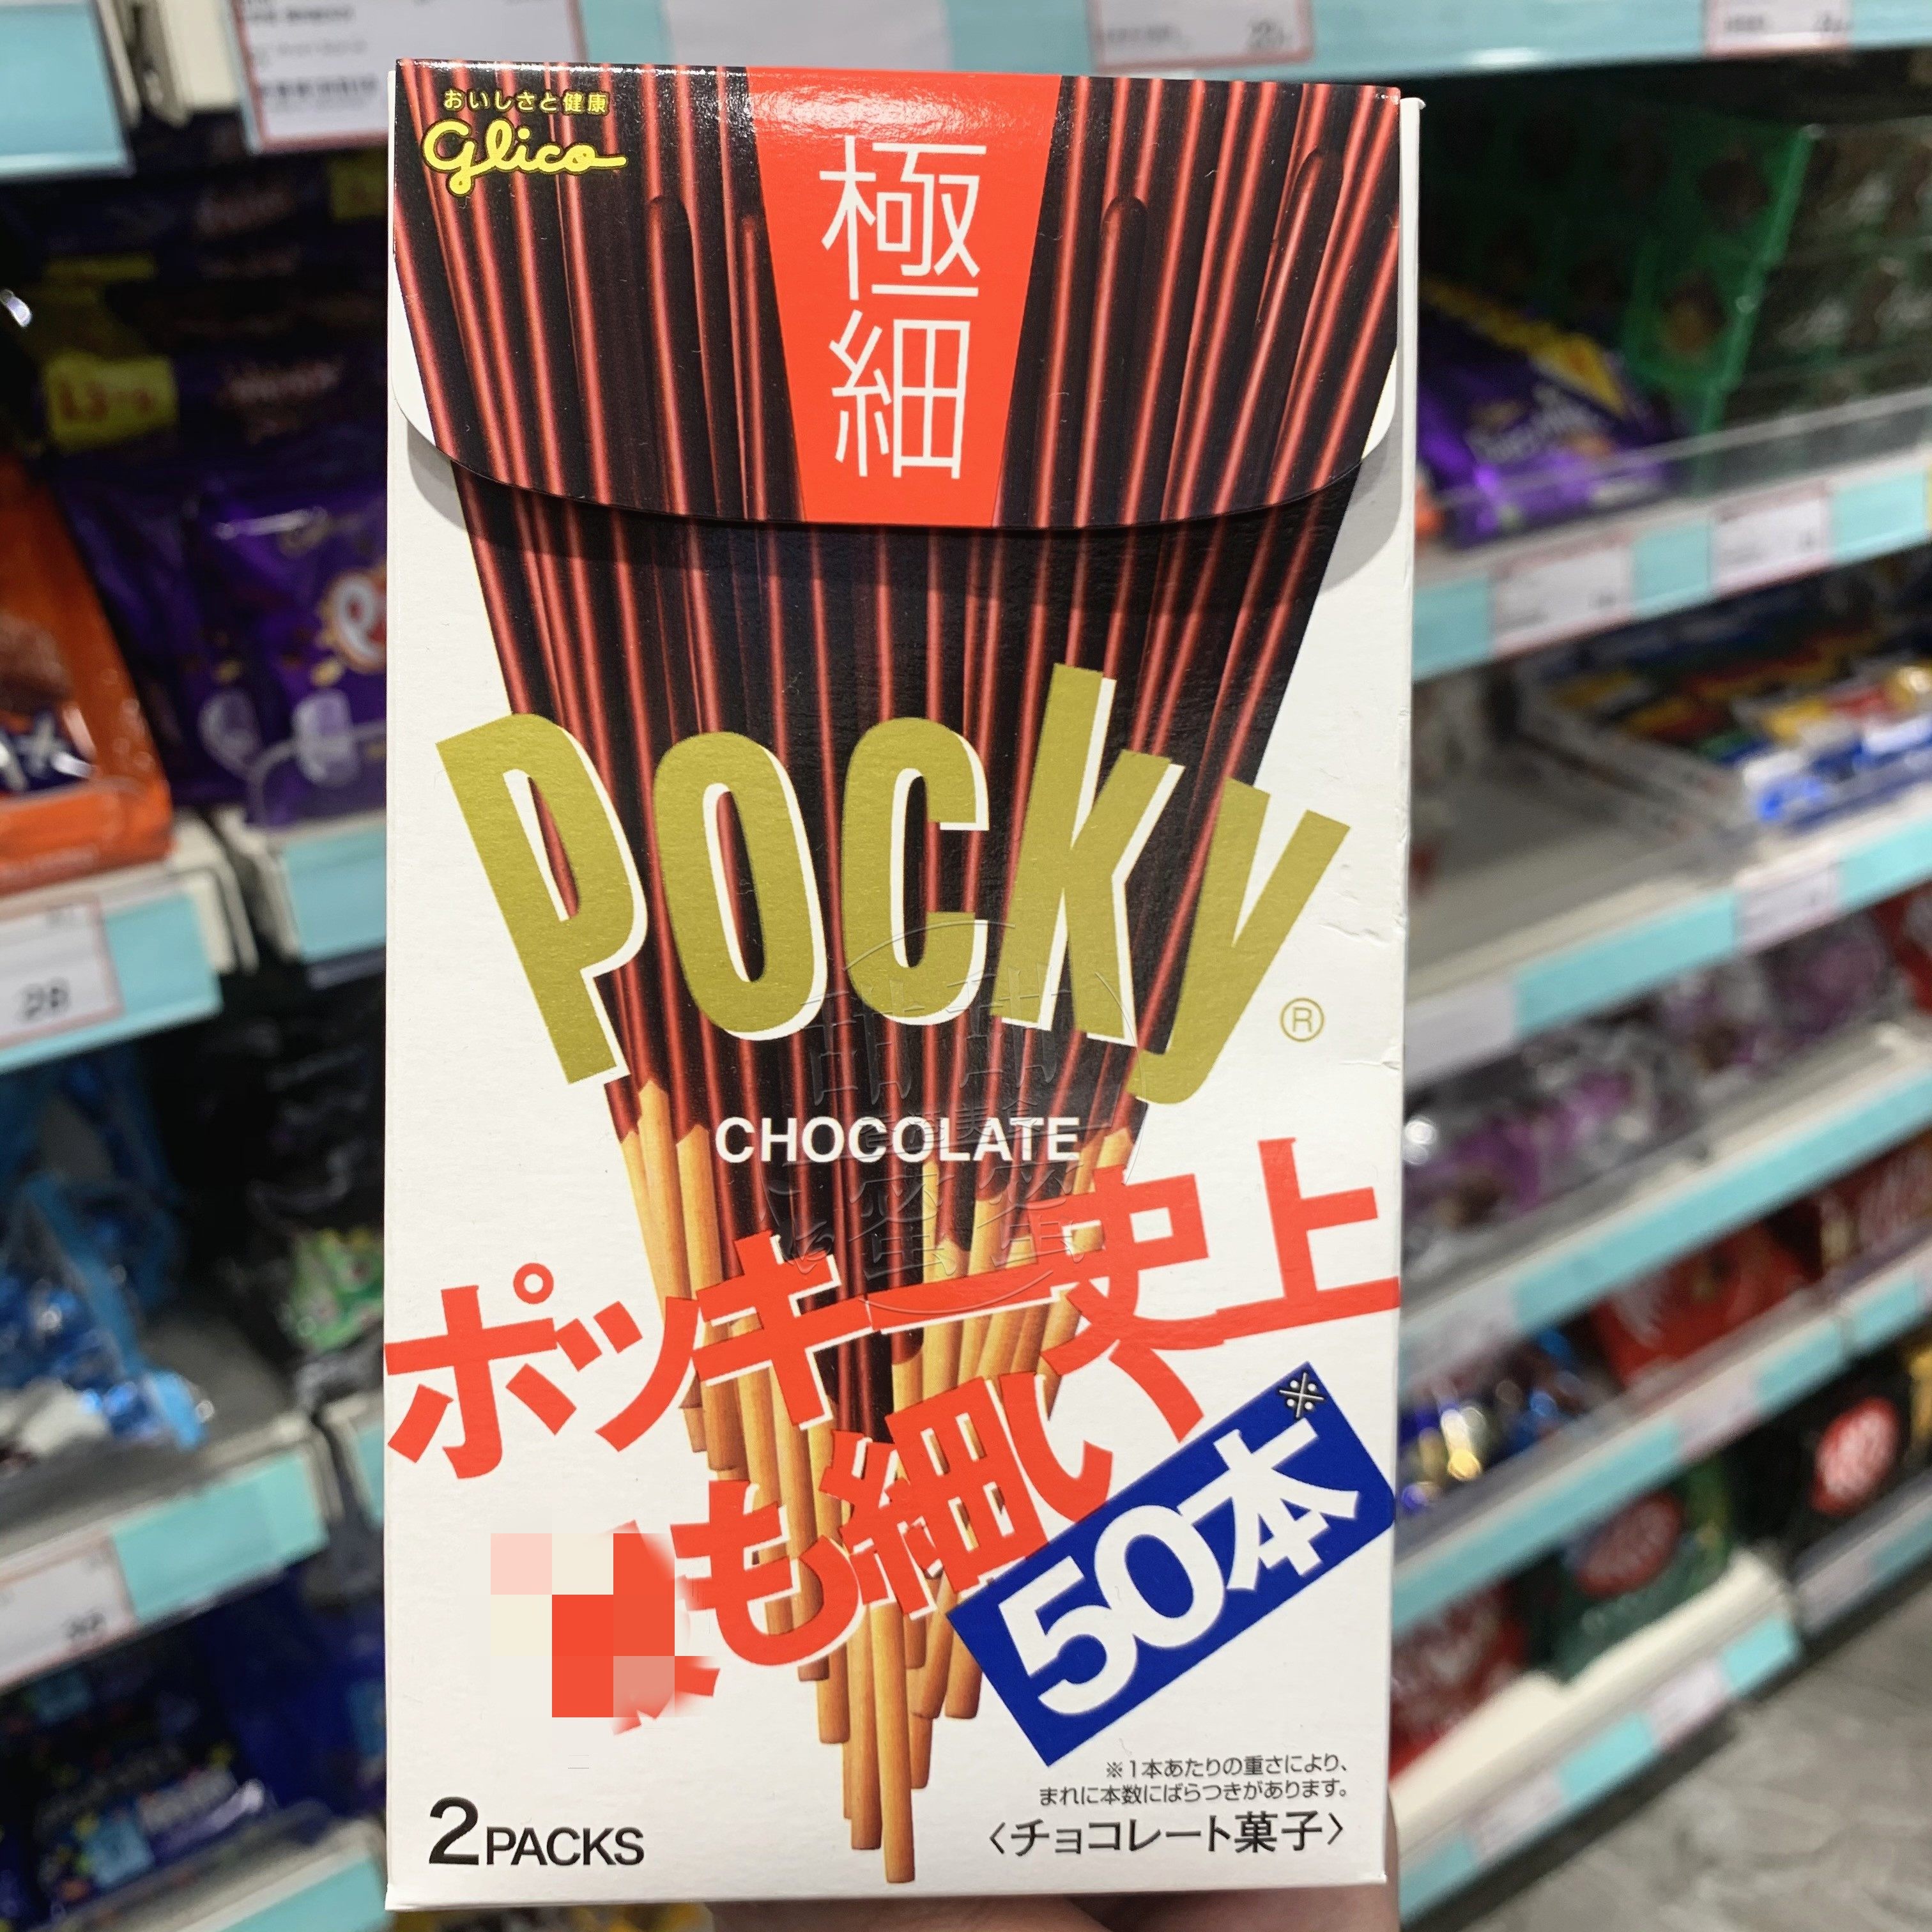 おいしさと健康
Glico
極細
POCKY®
CHOCOLATE
ポッキー史上
も細い
50本※
※1本あたりの重さにより、
まれに本数にばらつきがあります。
2PACKS
〈チョコレート菓子〉
28